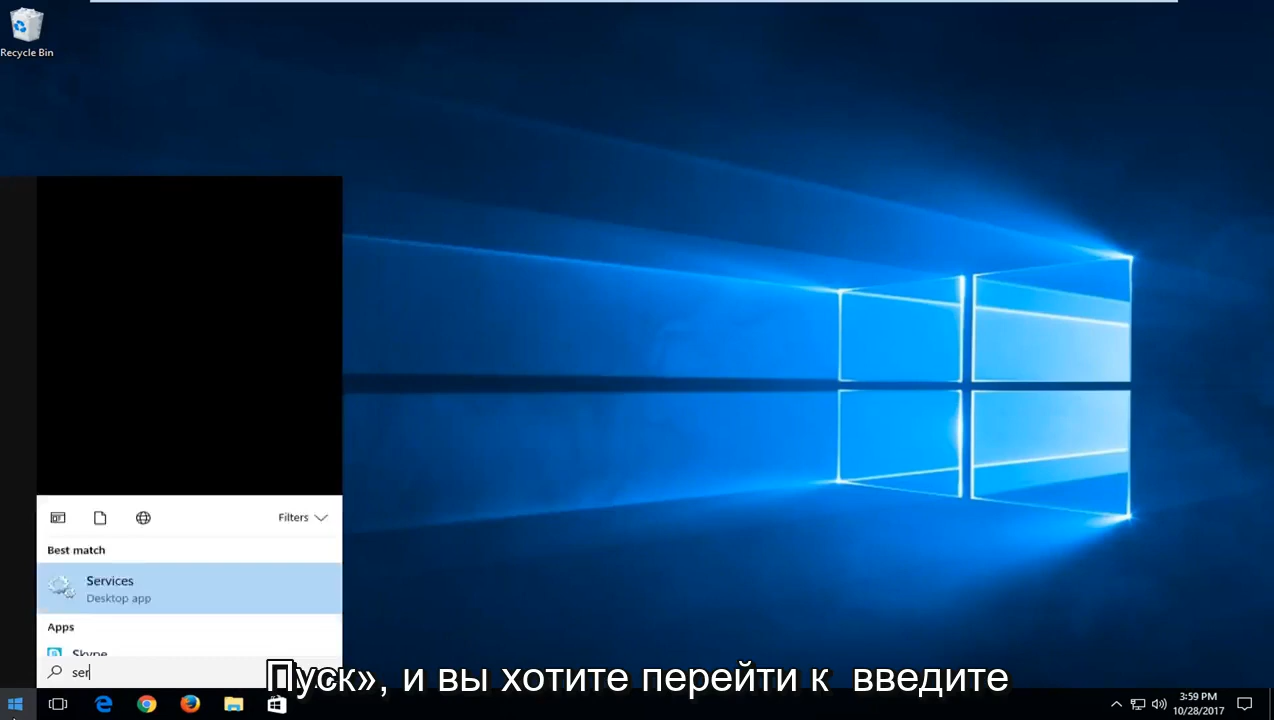 Recycle Bin
Filters
Best match
Services
Desktop app
Apps
Skype
ser
Пуск», и вы хотите перейти к введите
3:59 PM
10/28/2017